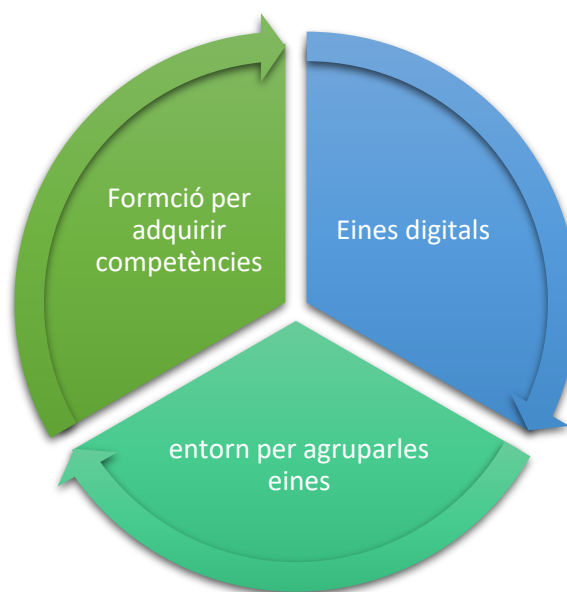 Formció per
adquirir
competències
Eines digitals
entorn per agruparles
eines